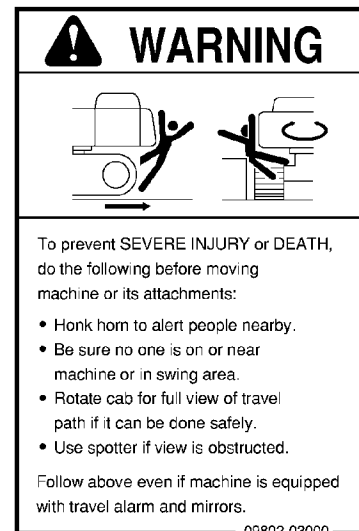 WARNING
To prevent SEVERE INJURY or DEATH,
do the following before moving
machine or its attachments:
• Honk horn to alert people nearby.
• Be sure no one is on or near
machine or in swing area.
• Rotate cab for full view of travel
path if it can be done safely.
• Use spotter if view is obstructed.
Follow above even if machine is equipped
with travel alarm and mirrors.
09802-03000